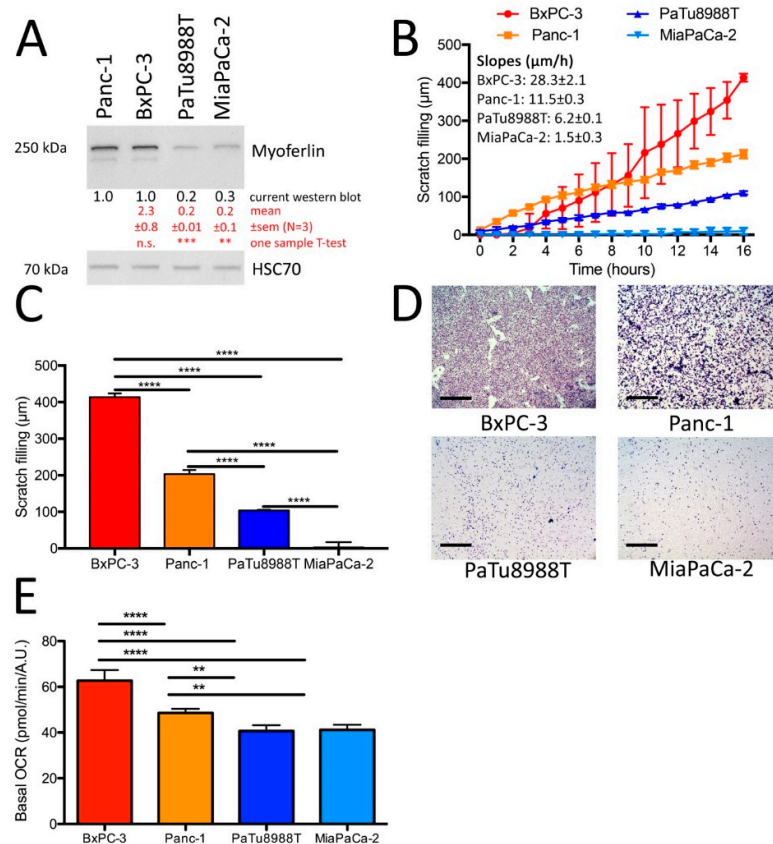 A
Panc-1
BxPC-3
PaTu8988T
MiaPaCa-2
250 kDa
Myoferlin
1.0 1.0 0.2 0.3 current western blot
2.3 0.2 0.2 mean
±0.8 ±0.01 ±0.1 ±sem (N=3)
n.s. *** ** one sample T-test
70 kDa
HSC70
B
BxPC-3 PaTu8988T
Panc-1 MiaPaCa-2
Slopes (μm/h)
BxPC-3: 28.3±2.1
Panc-1: 11.5±0.3
PaTu8988T: 6.2±0.1
MiaPaCa-2: 1.5±0.3
Scratch filling (μm)
500
400
300
200
100
0
0 2 4 6 8 10 12 14 16
Time (hours)
C
****
****
****
****
****
****
Scratch filling (μm)
500
400
300
200
100
0
BxPC-3 Panc-1 PaTu8988T MiaPaCa-2
D
BxPC-3 Panc-1
PaTu8988T MiaPaCa-2
E
****
****
****
**
**
Basal OCR (pmol/min/A.U.)
80
60
40
20
0
BxPC-3 Panc-1 PaTu8988T MiaPaCa-2